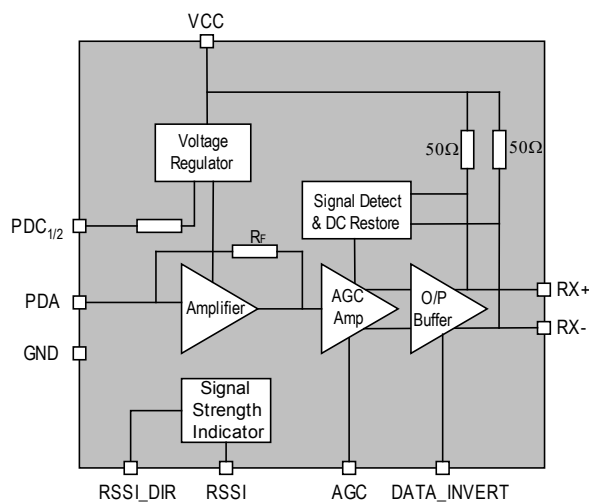 VCC
Voltage
Regulator
50Ω
50Ω
Signal Detect
& DC Restore
PDC1/2
RF
PDA
Amplifier
AGC
Amp
O/P
Buffer
RX+
RX-
GND
Signal
Strength
Indicator
RSSI_DIR
RSSI
AGC
DATA_INVERT